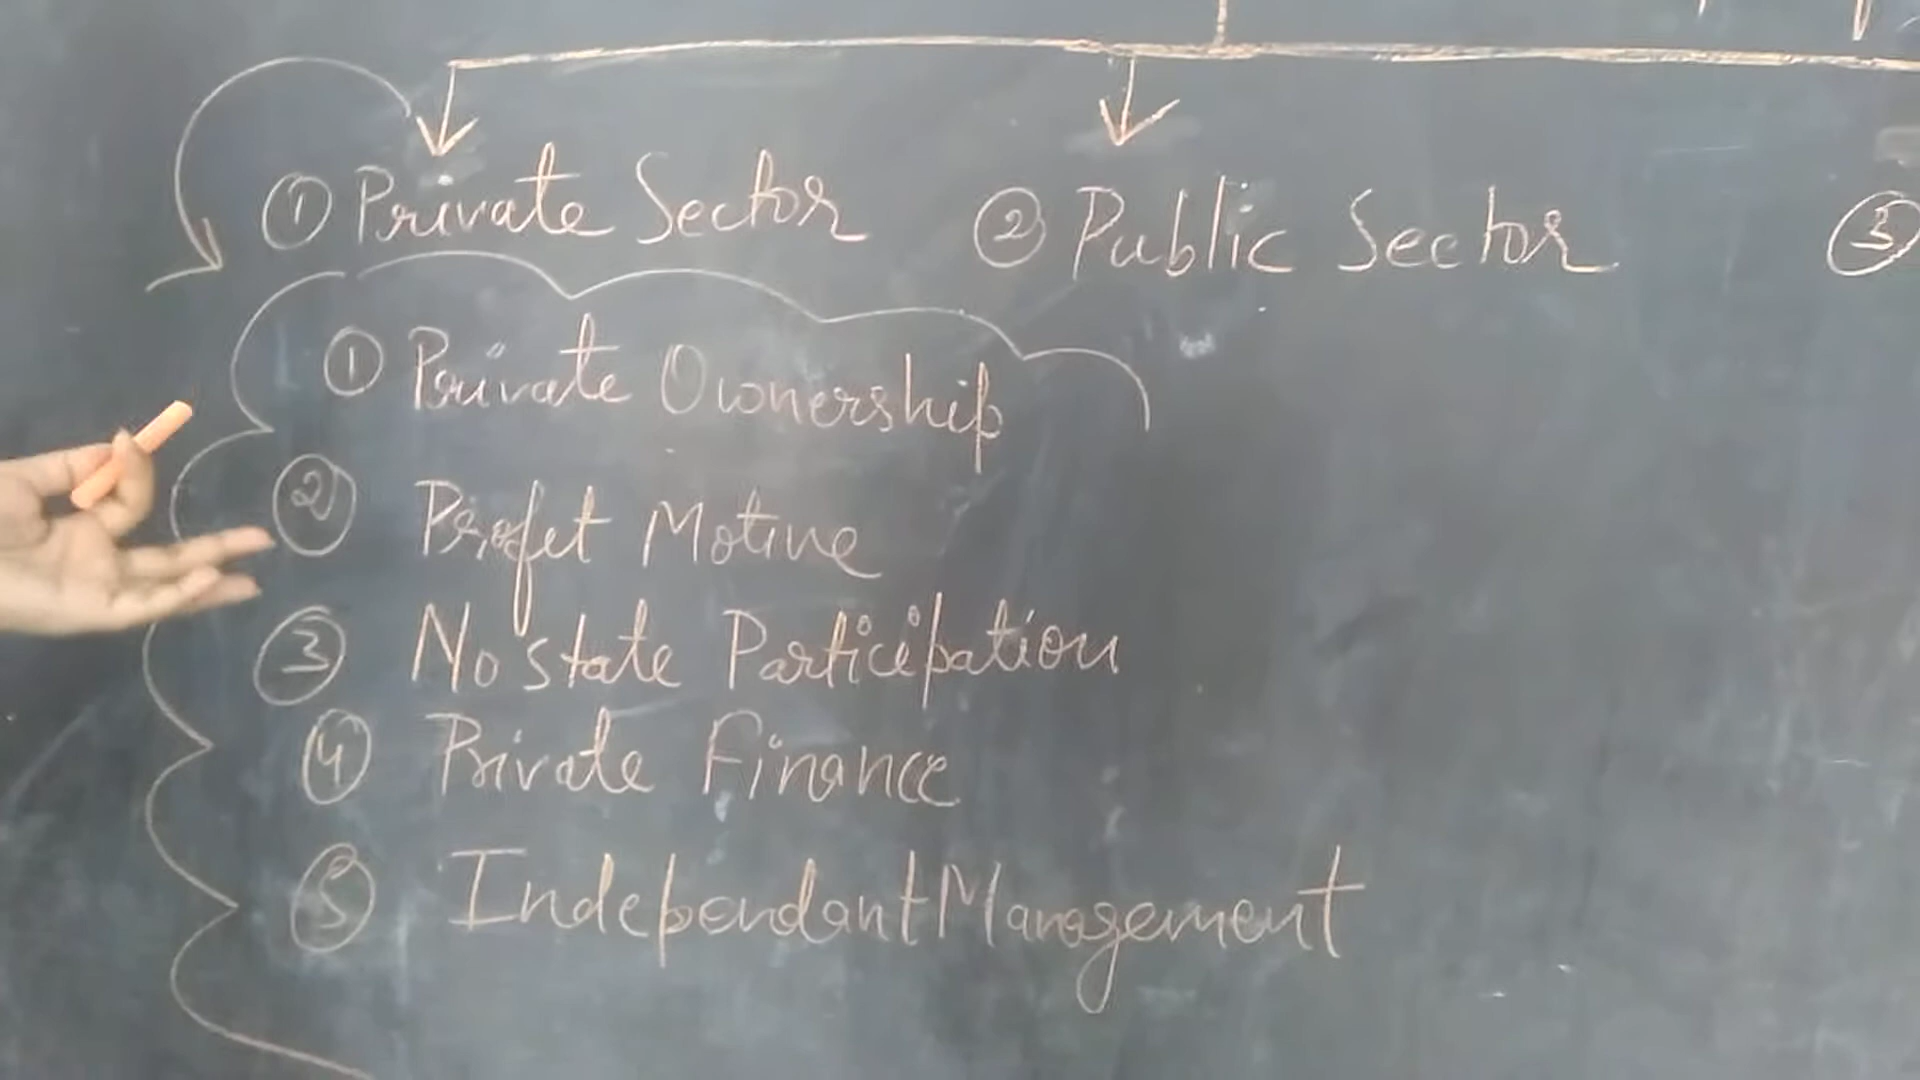 ① Private Sector ② Public Sector ③
① Private Ownership
② Profet Motive
③ No state Participation
④ Private Finance
⑤ Independant Management